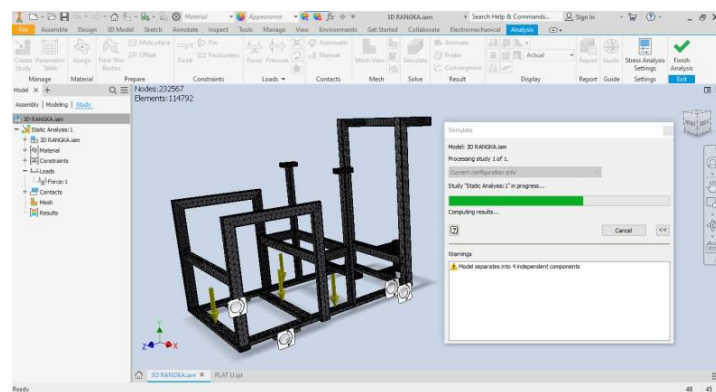 Material
Appearance
3D RANGKA.iam
Search Help & Commands...
Sign In
File Assemble Design 3D Model Sketch Annotate Inspect Tools Manage View Environments Get Started Collaborate Electromechanical Analysis
Create Study
Parametric Table
Assign
Find Thin Bodies
Midsurface
Offset
Fixed
Pin
Frictionless
Force
Pressure
Automatic
Manual
Mesh View
Simulate
Animate
Probe
Convergence
Actual
Report
Guide
Stress Analysis Settings
Finish Analysis
Manage Material Prepare Constraints Loads Contacts Mesh Solve Result Display Report Guide Settings Exit
Model
Assembly | Modeling | Study
3D RANGKA.iam
Static Analysis:1
3D RANGKA.iam
Material
Constraints
Loads
Force:1
Contacts
Mesh
Results
Nodes:232567
Elements:114792
Simulate
Model: 3D RANGKA.iam
Processing study 1 of 1.
Current configuration only
Study "Static Analysis:1" in progress...
Computing results...
Cancel <<
Warnings
Model separates into 4 independent components
Y
Z X
3D RANGKA.iam PLAT U.ipt
Ready
48 45